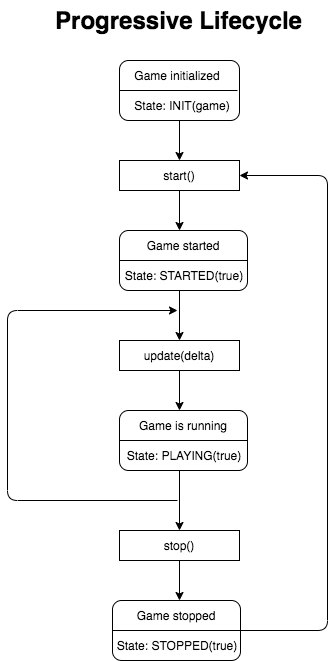 Progressive Lifecycle
Game initialized
State: INIT(game)
start()
Game started
State: STARTED(true)
update(delta)
Game is running
State: PLAYING(true)
stop()
Game stopped
State: STOPPED(true)